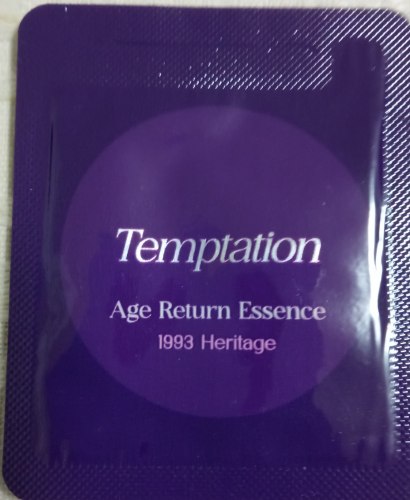 Temptation
Age Return Essence
1993 Heritage